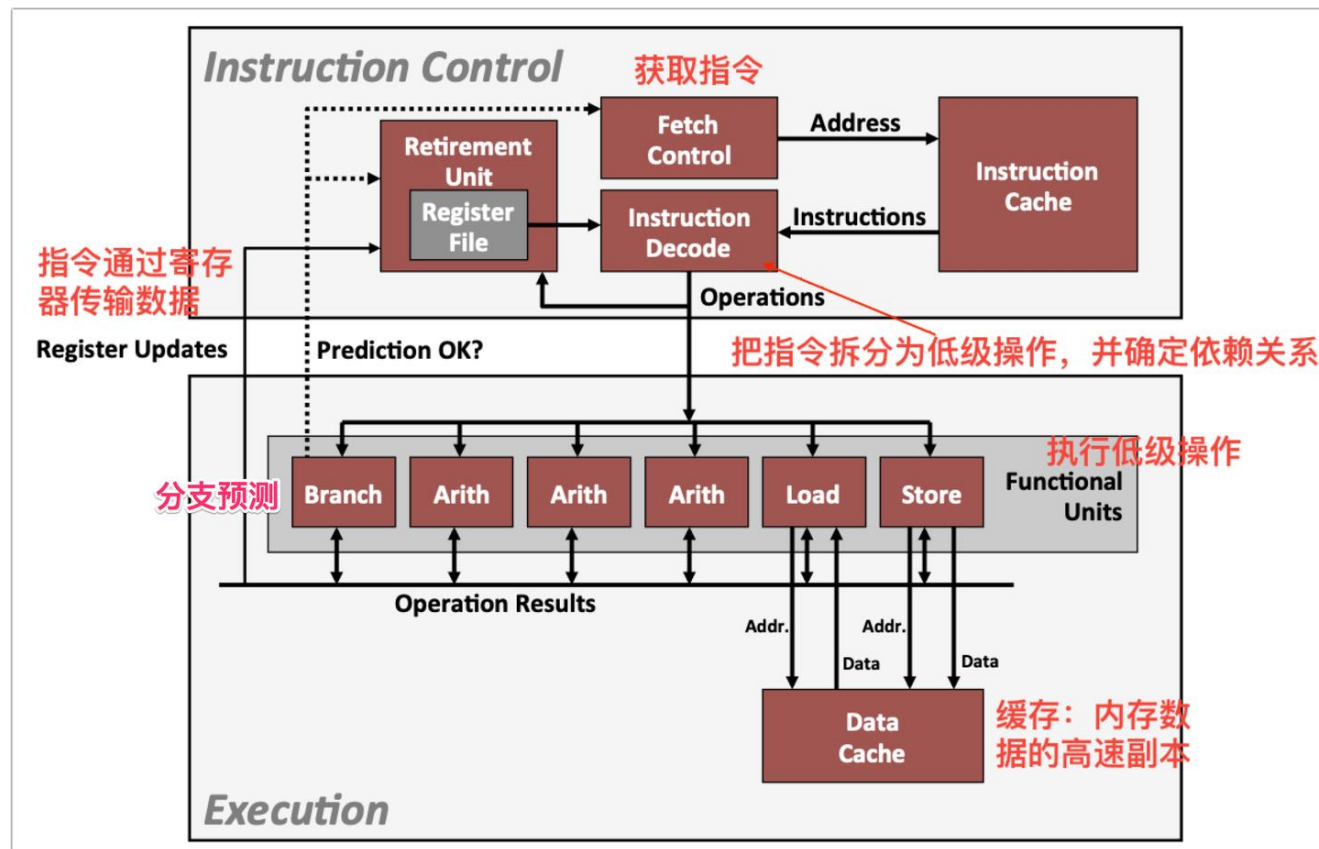 Instruction Control
获取指令
Fetch
Control
Address
Instruction
Cache
Retirement
Unit
Register
File
Instruction
Decode
Instructions
指令通过寄存
器传输数据
Operations
Register Updates
Prediction OK?
把指令拆分为低级操作，并确定依赖关系
执行低级操作
Functional
Units
分支预测
Branch
Arith
Arith
Arith
Load
Store
Operation Results
Addr.
Addr.
Data
Data
Data
Cache
缓存：内存数
据的高速副本
Execution